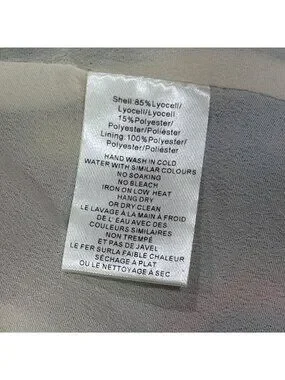 Shell:85%Lyocell/
Lyocell/Lyocell
15%Polyester/
Polyester/Poliéster
Lining:100%Polyester/
Polyester/Poliéster
HAND WASH IN COLD
WATER WITH SIMILAR COLOURS
NO SOAKING
NO BLEACH
IRON ON LOW HEAT
HANG DRY
OR DRY CLEAN
LE LAVAGE À LA MAIN À FROID
DE L'EAU AVEC DES
COULEURS SIMILAIRES
NON TREMPÉ
ET PAS DE JAVEL
LE FER SUR LA FAIBLE CHALEUR
SÉCHAGE À PLAT
OU LE NETTOYAGE À SEC